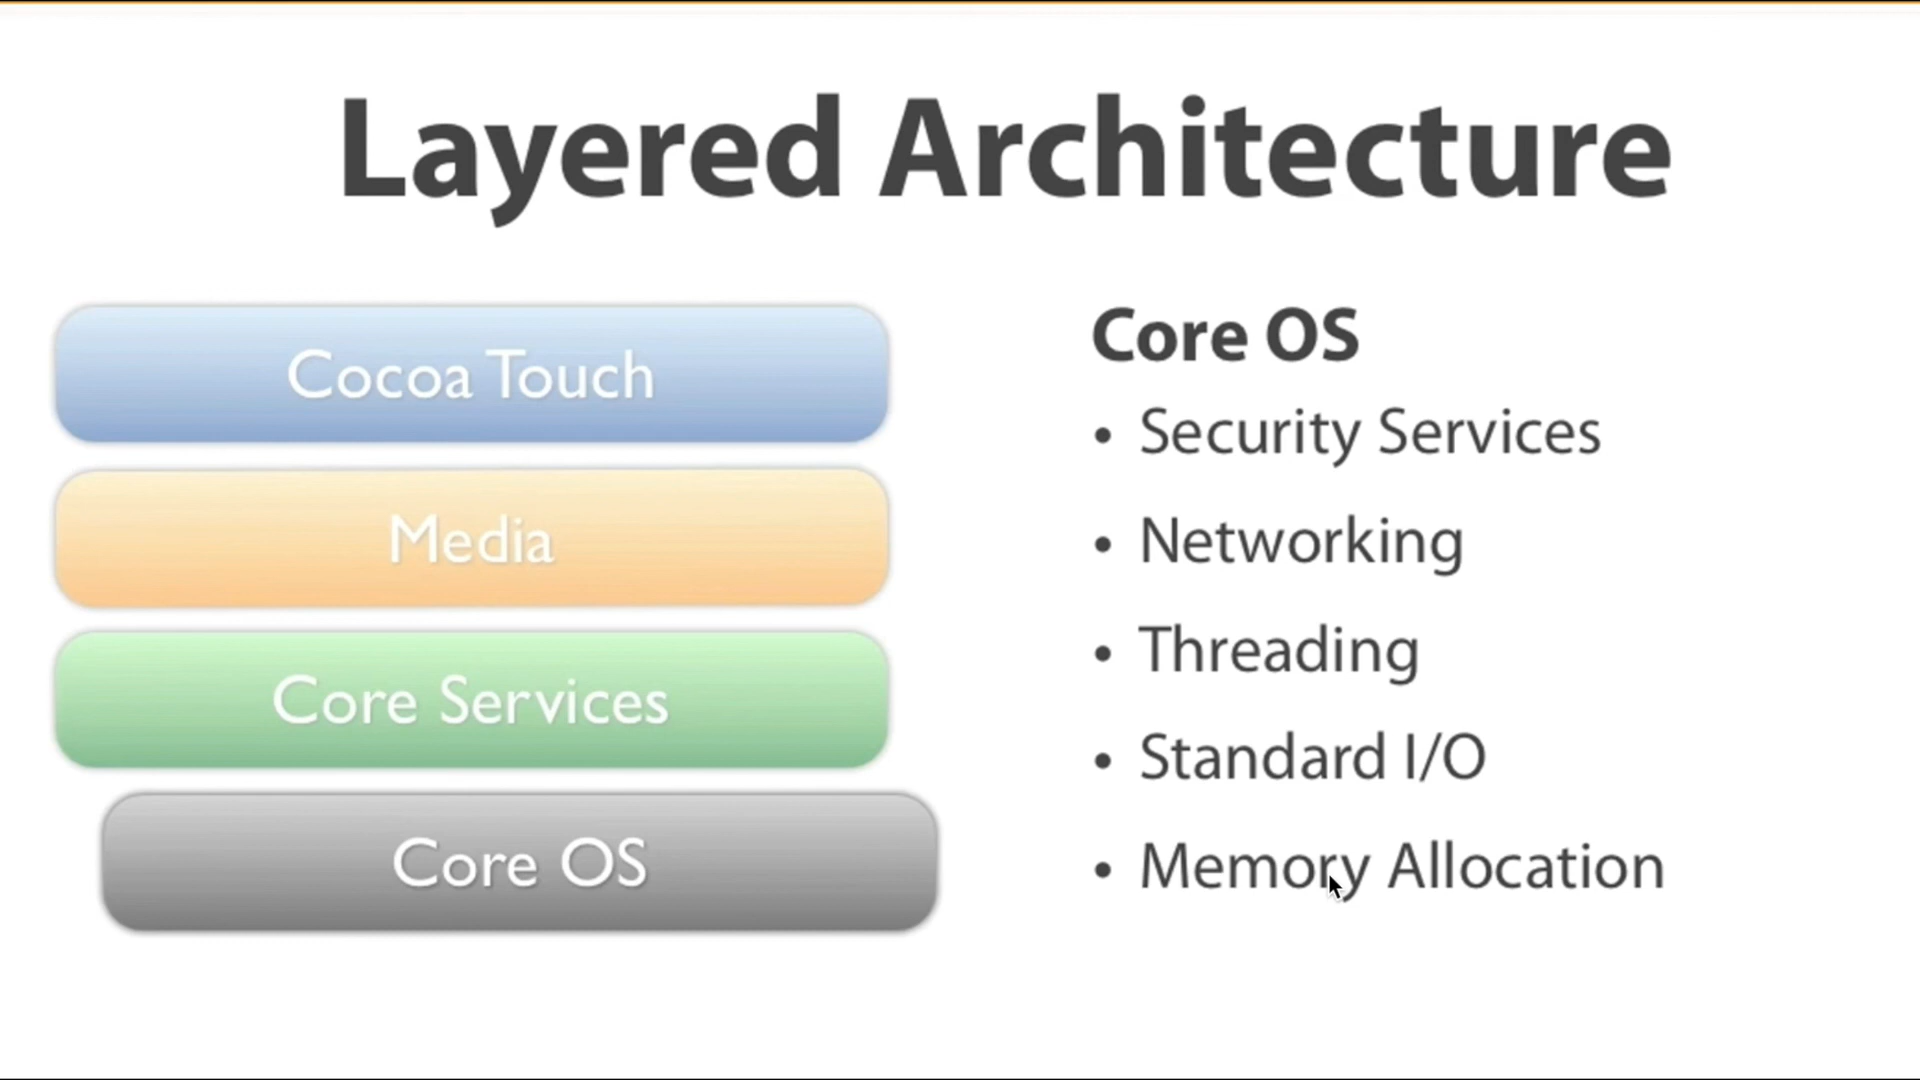 Layered Architecture
Cocoa Touch
Media
Core Services
Core OS
Core OS
• Security Services
• Networking
• Threading
• Standard I/O
• Memory Allocation